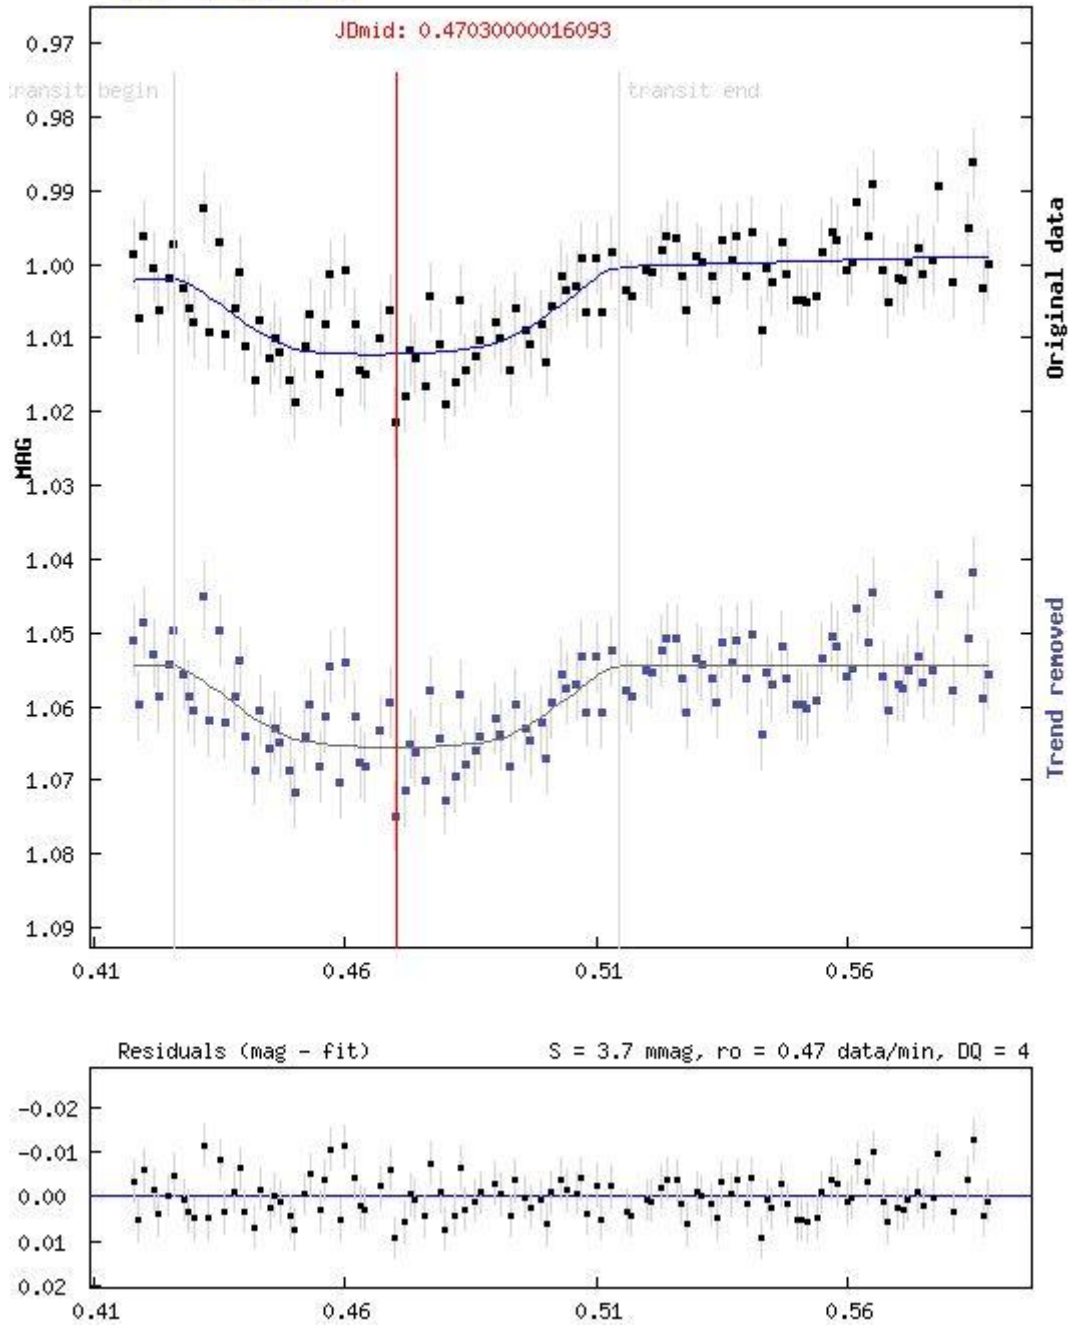 JDmid: 0.47030000016093
transit begin
transit end
0.97
0.98
0.99
1.00
1.01
1.02
1.03
1.04
1.05
1.06
1.07
1.08
1.09
MAG
Original data
Trend removed
0.41 0.46 0.51 0.56
Residuals (mag - fit) S = 3.7 mmag, ro = 0.47 data/min, DQ = 4
-0.02
-0.01
0.00
0.01
0.02
0.41 0.46 0.51 0.56